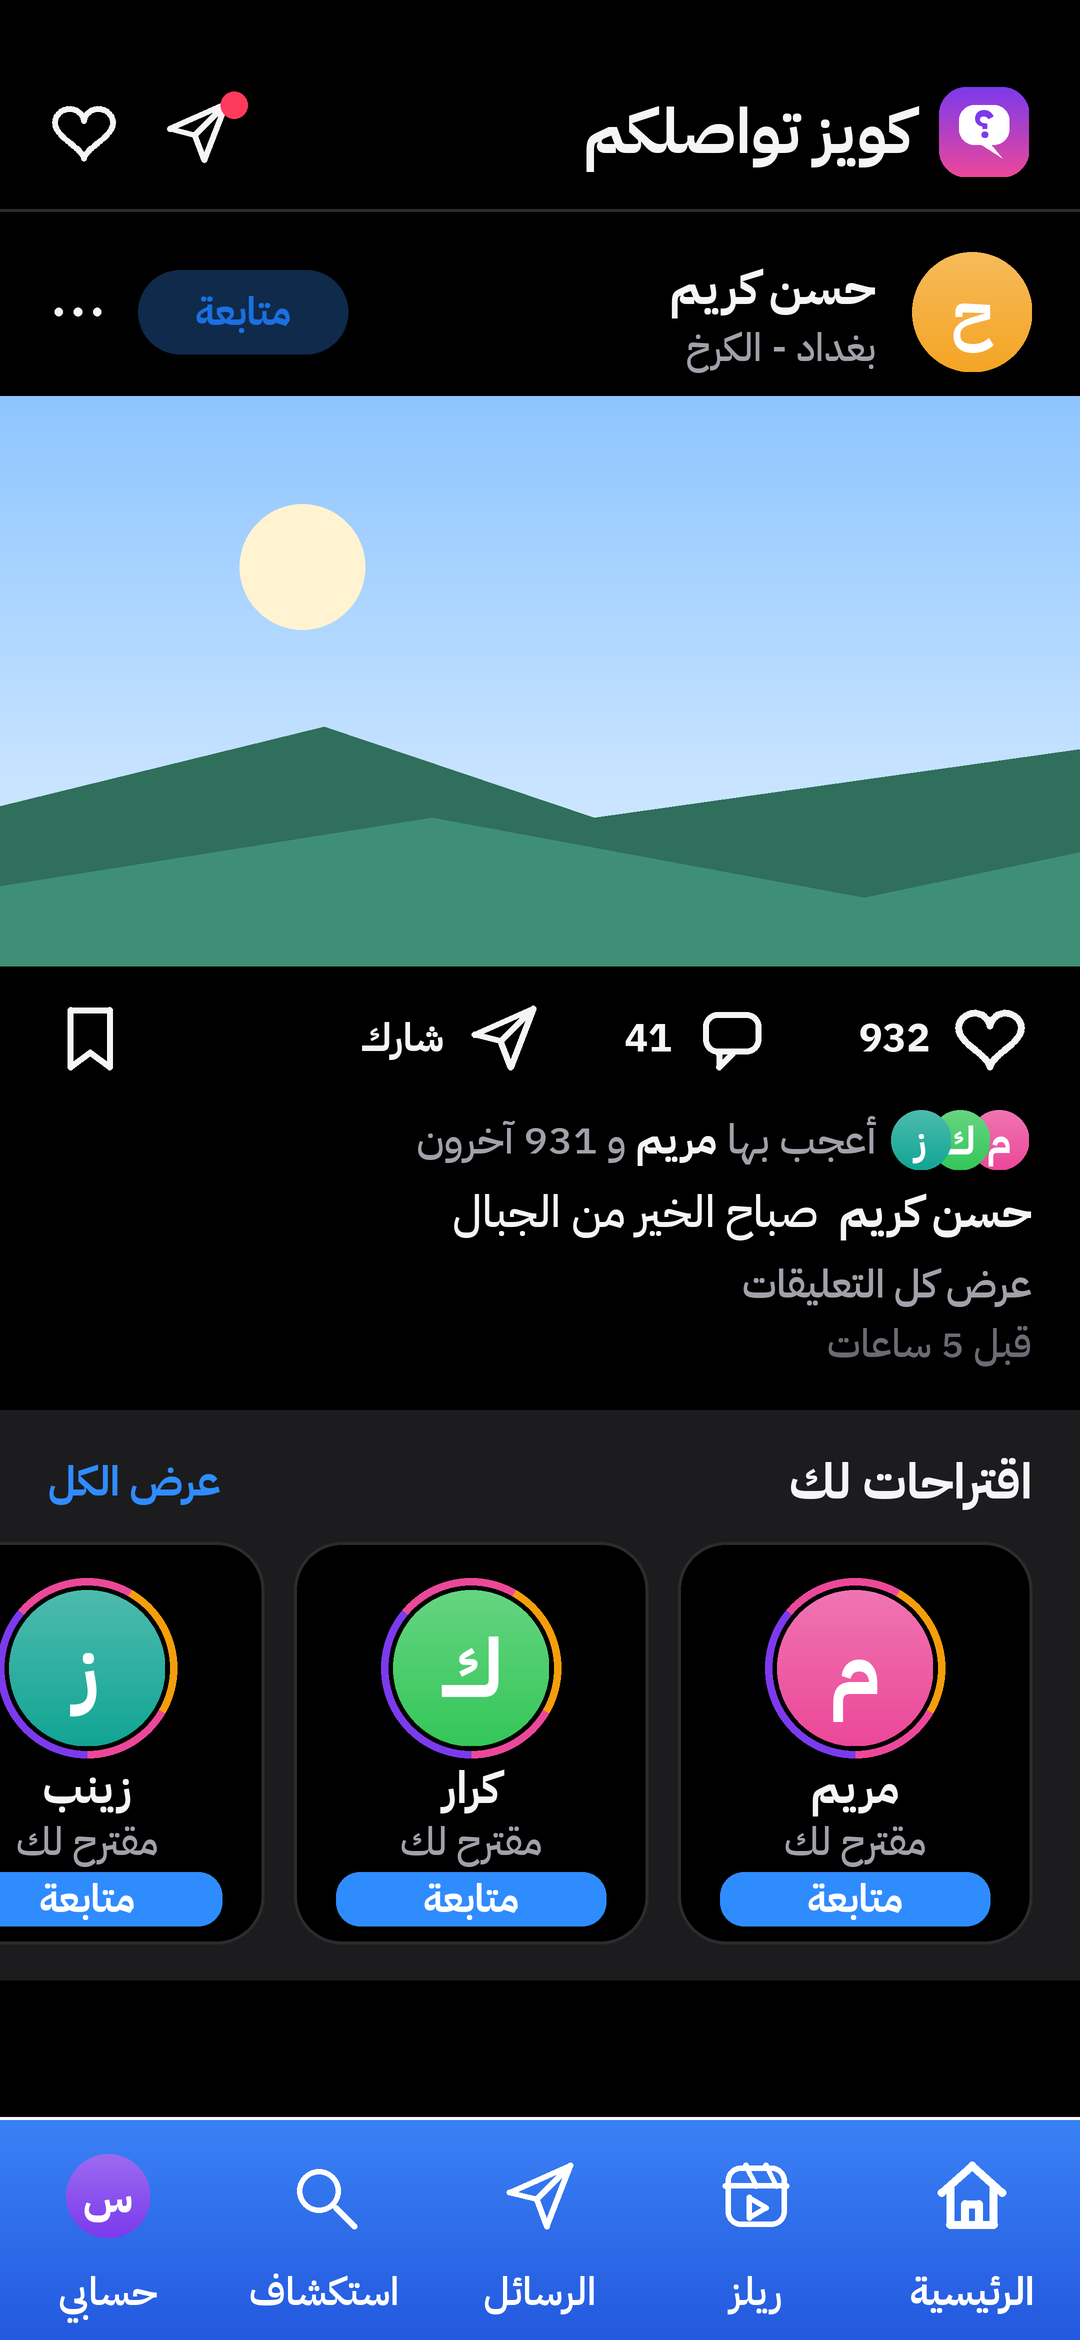 كويز تواصلكم
ح
حسن كريم
بغداد - الكرخ
متابعة
932
41
شارك
م ك ز
أعجب بها مريم و 931 آخرون
حسن كريم صباح الخير من الجبال
عرض كل التعليقات
قبل 5 ساعات
اقتراحات لك
عرض الكل
م
مريم
مقترح لك
متابعة
ك
كرار
مقترح لك
متابعة
ز
زينب
مقترح لك
متابعة
الرئيسية
ريلز
الرسائل
استكشاف
س
حسابي